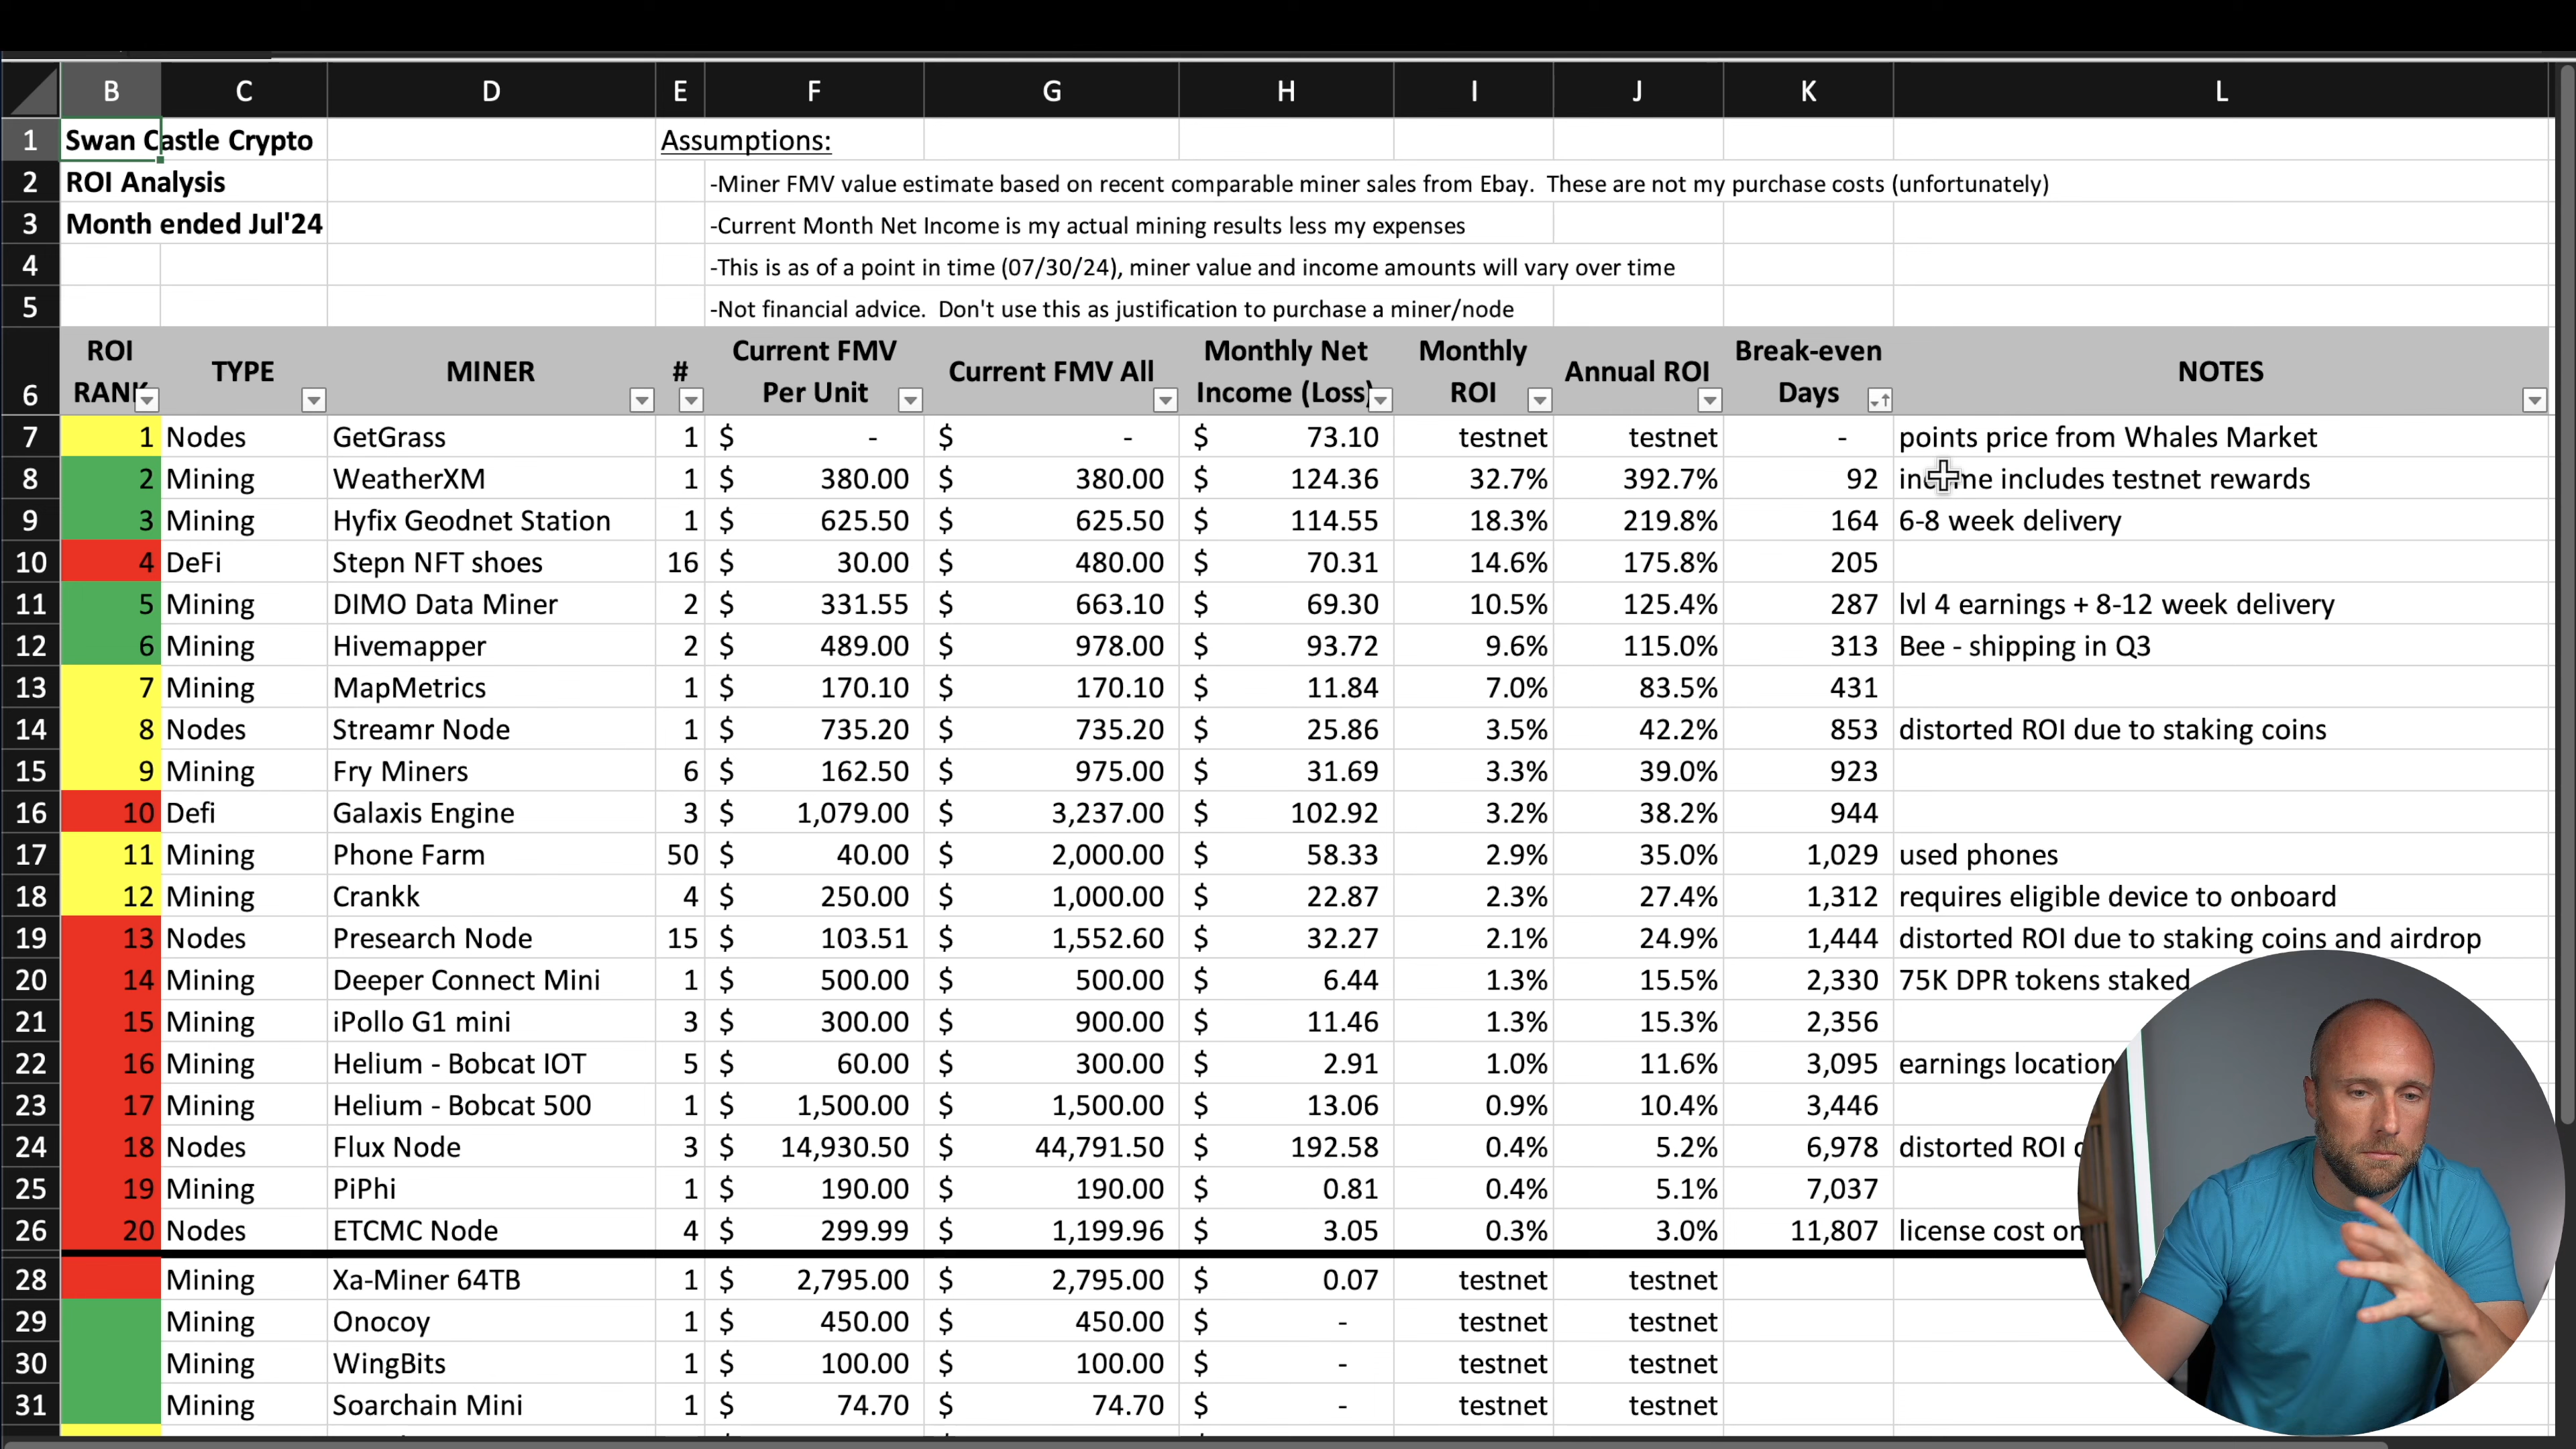 B C D E F G H I J K L
1 Swan Castle Crypto Assumptions:
2 ROI Analysis -Miner FMV value estimate based on recent comparable miner sales from Ebay. These are not my purchase costs (unfortunately)
3 Month ended Jul'24 -Current Month Net Income is my actual mining results less my expenses
4 -This is as of a point in time (07/30/24), miner value and income amounts will vary over time
5 -Not financial advice. Don't use this as justification to purchase a miner/node
ROI Current FMV Monthly Net Monthly Break-even
TYPE MINER # Current FMV All Annual ROI NOTES
6 RANK Per Unit Income (Loss) ROI Days
7 1 Nodes GetGrass 1 $ - $ - $ 73.10 testnet testnet - points price from Whales Market
8 2 Mining WeatherXM 1 $ 380.00 $ 380.00 $ 124.36 32.7% 392.7% 92 income includes testnet rewards
9 3 Mining Hyfix Geodnet Station 1 $ 625.50 $ 625.50 $ 114.55 18.3% 219.8% 164 6-8 week delivery
10 4 DeFi Stepn NFT shoes 16 $ 30.00 $ 480.00 $ 70.31 14.6% 175.8% 205
11 5 Mining DIMO Data Miner 2 $ 331.55 $ 663.10 $ 69.30 10.5% 125.4% 287 lvl 4 earnings + 8-12 week delivery
12 6 Mining Hivemapper 2 $ 489.00 $ 978.00 $ 93.72 9.6% 115.0% 313 Bee - shipping in Q3
13 7 Mining MapMetrics 1 $ 170.10 $ 170.10 $ 11.84 7.0% 83.5% 431
14 8 Nodes Streamr Node 1 $ 735.20 $ 735.20 $ 25.86 3.5% 42.2% 853 distorted ROI due to staking coins
15 9 Mining Fry Miners 6 $ 162.50 $ 975.00 $ 31.69 3.3% 39.0% 923
16 10 Defi Galaxis Engine 3 $ 1,079.00 $ 3,237.00 $ 102.92 3.2% 38.2% 944
17 11 Mining Phone Farm 50 $ 40.00 $ 2,000.00 $ 58.33 2.9% 35.0% 1,029 used phones
18 12 Mining Crankk 4 $ 250.00 $ 1,000.00 $ 22.87 2.3% 27.4% 1,312 requires eligible device to onboard
19 13 Nodes Presearch Node 15 $ 103.51 $ 1,552.60 $ 32.27 2.1% 24.9% 1,444 distorted ROI due to staking coins and airdrop
20 14 Mining Deeper Connect Mini 1 $ 500.00 $ 500.00 $ 6.44 1.3% 15.5% 2,330 75K DPR tokens staked
21 15 Mining iPollo G1 mini 3 $ 300.00 $ 900.00 $ 11.46 1.3% 15.3% 2,356
22 16 Mining Helium - Bobcat IOT 5 $ 60.00 $ 300.00 $ 2.91 1.0% 11.6% 3,095 earnings location
23 17 Mining Helium - Bobcat 500 1 $ 1,500.00 $ 1,500.00 $ 13.06 0.9% 10.4% 3,446
24 18 Nodes Flux Node 3 $ 14,930.50 $ 44,791.50 $ 192.58 0.4% 5.2% 6,978 distorted ROI
25 19 Mining PiPhi 1 $ 190.00 $ 190.00 $ 0.81 0.4% 5.1% 7,037
26 20 Nodes ETCMC Node 4 $ 299.99 $ 1,199.96 $ 3.05 0.3% 3.0% 11,807 license cost
28 Mining Xa-Miner 64TB 1 $ 2,795.00 $ 2,795.00 $ 0.07 testnet testnet
29 Mining Onocoy 1 $ 450.00 $ 450.00 $ - testnet testnet
30 Mining WingBits 1 $ 100.00 $ 100.00 $ - testnet testnet
31 Mining Soarchain Mini 1 $ 74.70 $ 74.70 $ - testnet testnet